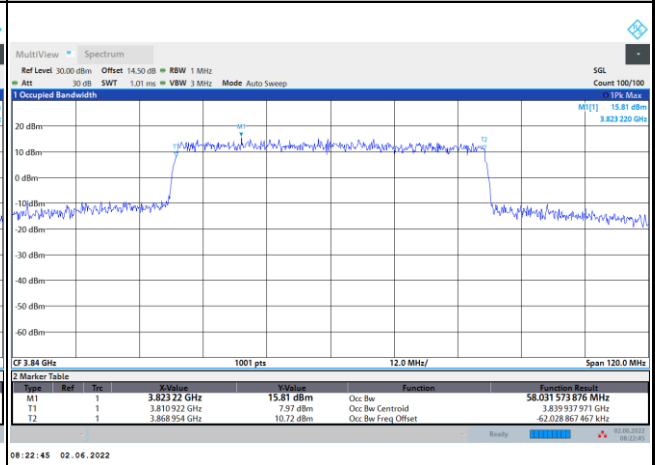 MultiView Spectrum
Ref Level 30.00 dBm Offset 14.50 dB RBW 1 MHz SGL
Att 30 dB SWT 1.01 ms VBW 3 MHz Mode Auto Sweep Count 100/100
1 Occupied Bandwidth 1Pk Max
M1[1] 15.81 dBm
3.823 220 GHz
M1
20 dBm
T1
T2
10 dBm
0 dBm
-10 dBm
-20 dBm
-30 dBm
-40 dBm
-50 dBm
-60 dBm
CF 3.84 GHz 1001 pts 12.0 MHz/ Span 120.0 MHz
2 Marker Table
Type Ref Trc X-Value Y-Value Function Function Result
M1 1 3.823 22 GHz 15.81 dBm Occ Bw 58.031 573 876 MHz
T1 1 3.810 922 GHz 7.97 dBm Occ Bw Centroid 3.839 937 971 GHz
T2 1 3.868 954 GHz 10.72 dBm Occ Bw Freq Offset -62.028 867 467 kHz
Ready 02.06.2022
08:22:45
08:22:45 02.06.2022